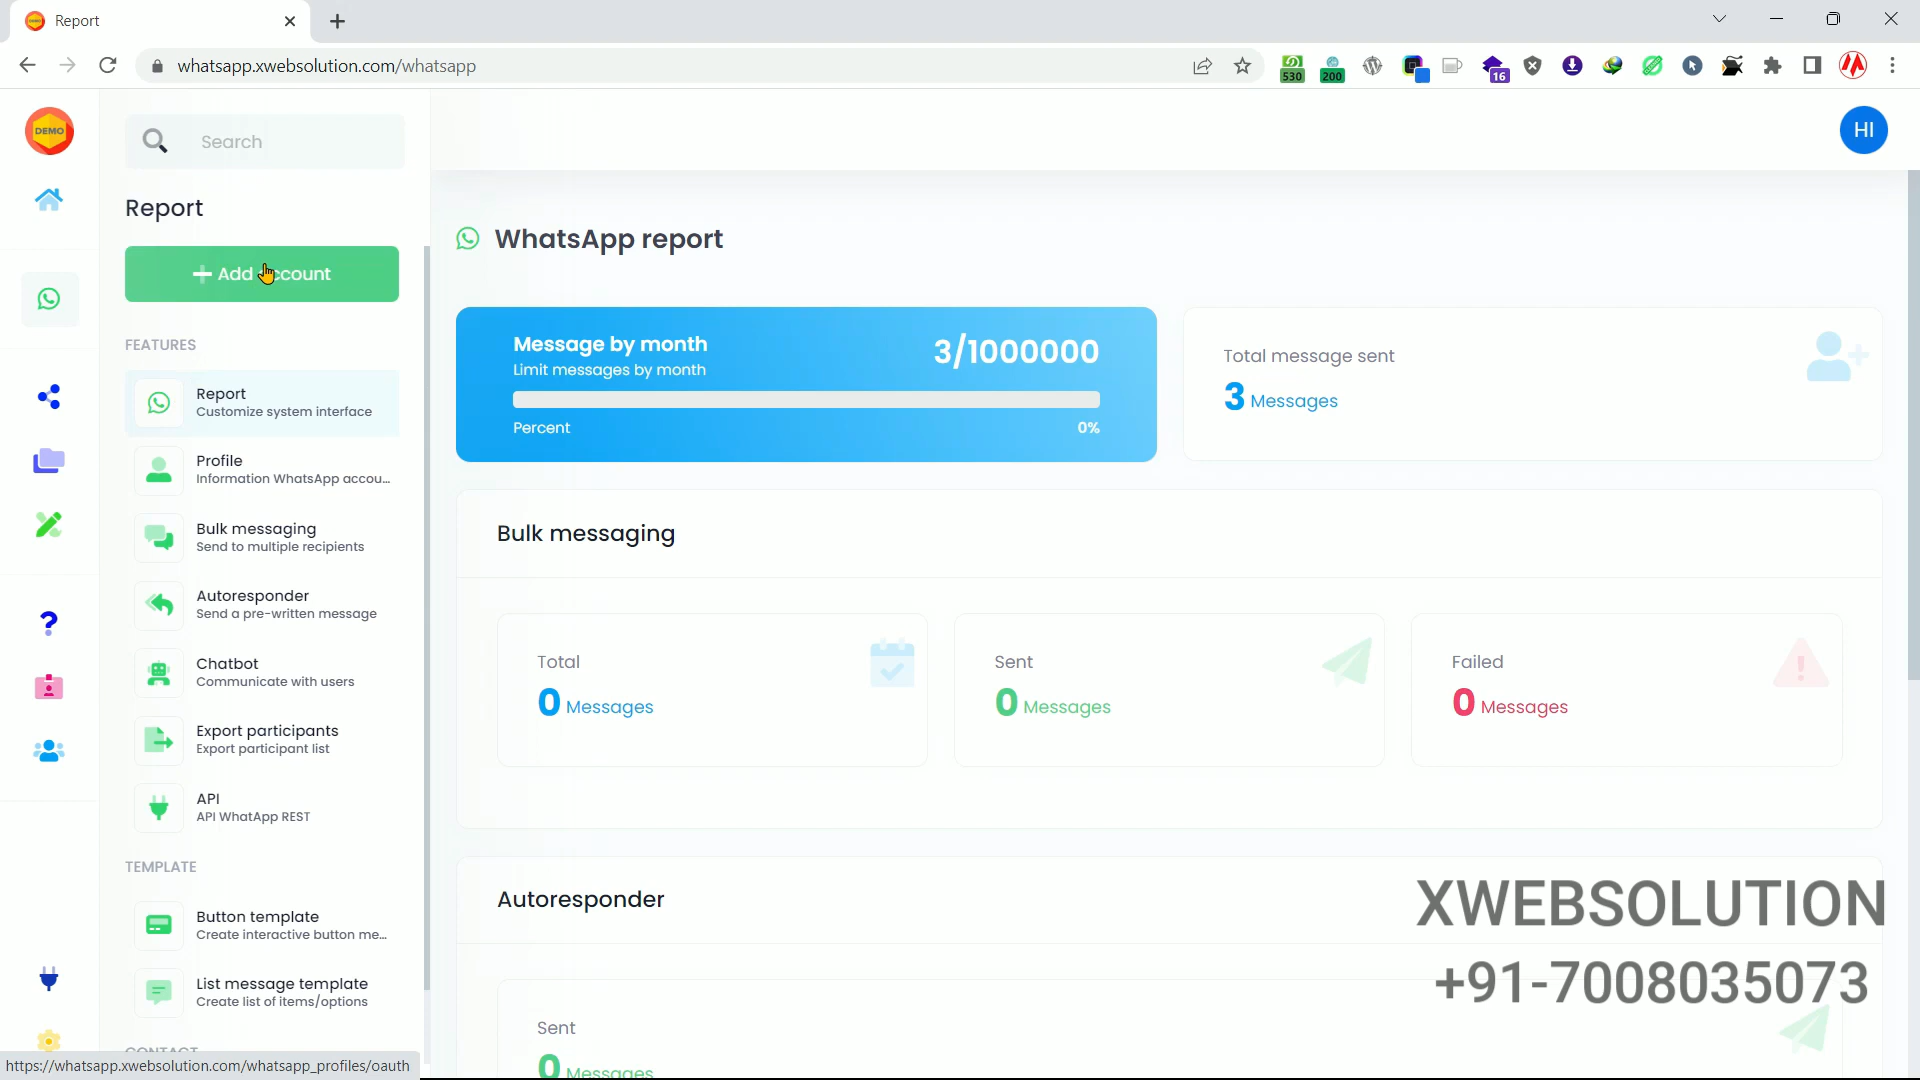 Report
whatsapp.xwebsolution.com/whatsapp
530
200
16
DEMO
Search
HI
Report
Add account
WhatsApp report
Message by month
3/1000000
Limit messages by month
Percent
0%
Total message sent
3 Messages
FEATURES
Report
Customize system interface
Profile
Information WhatsApp accou...
Bulk messaging
Send to multiple recipients
Autoresponder
Send a pre-written message
Chatbot
Communicate with users
Export participants
Export participant list
API
API WhatApp REST
TEMPLATE
Button template
Create interactive button me...
List message template
Create list of items/options
CONTACT
Bulk messaging
Total
0 Messages
Sent
0 Messages
Failed
0 Messages
Autoresponder
Sent
0 Messages
XWEBSOLUTION
+91-7008035073
https://whatsapp.xwebsolution.com/whatsapp_profiles/oauth